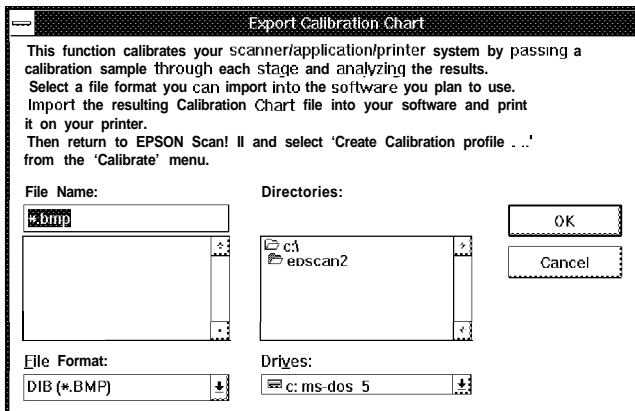 Export Calibration Chart
This function calibrates your scanner/application/printer system by passing a
calibration sample through each stage and analyzing the results.
Select a file format you can import into the software you plan to use.
Import the resulting Calibration Chart file into your software and print
it on your printer.
Then return to EPSON Scan! II and select ‘Create Calibration profile . ..'
from the ‘Calibrate’ menu.
File Name:
Directories:
*.bmp
OK
c:\
epscan2
Cancel
File Format:
Drives:
DIB (*.BMP)
c: ms-dos_5